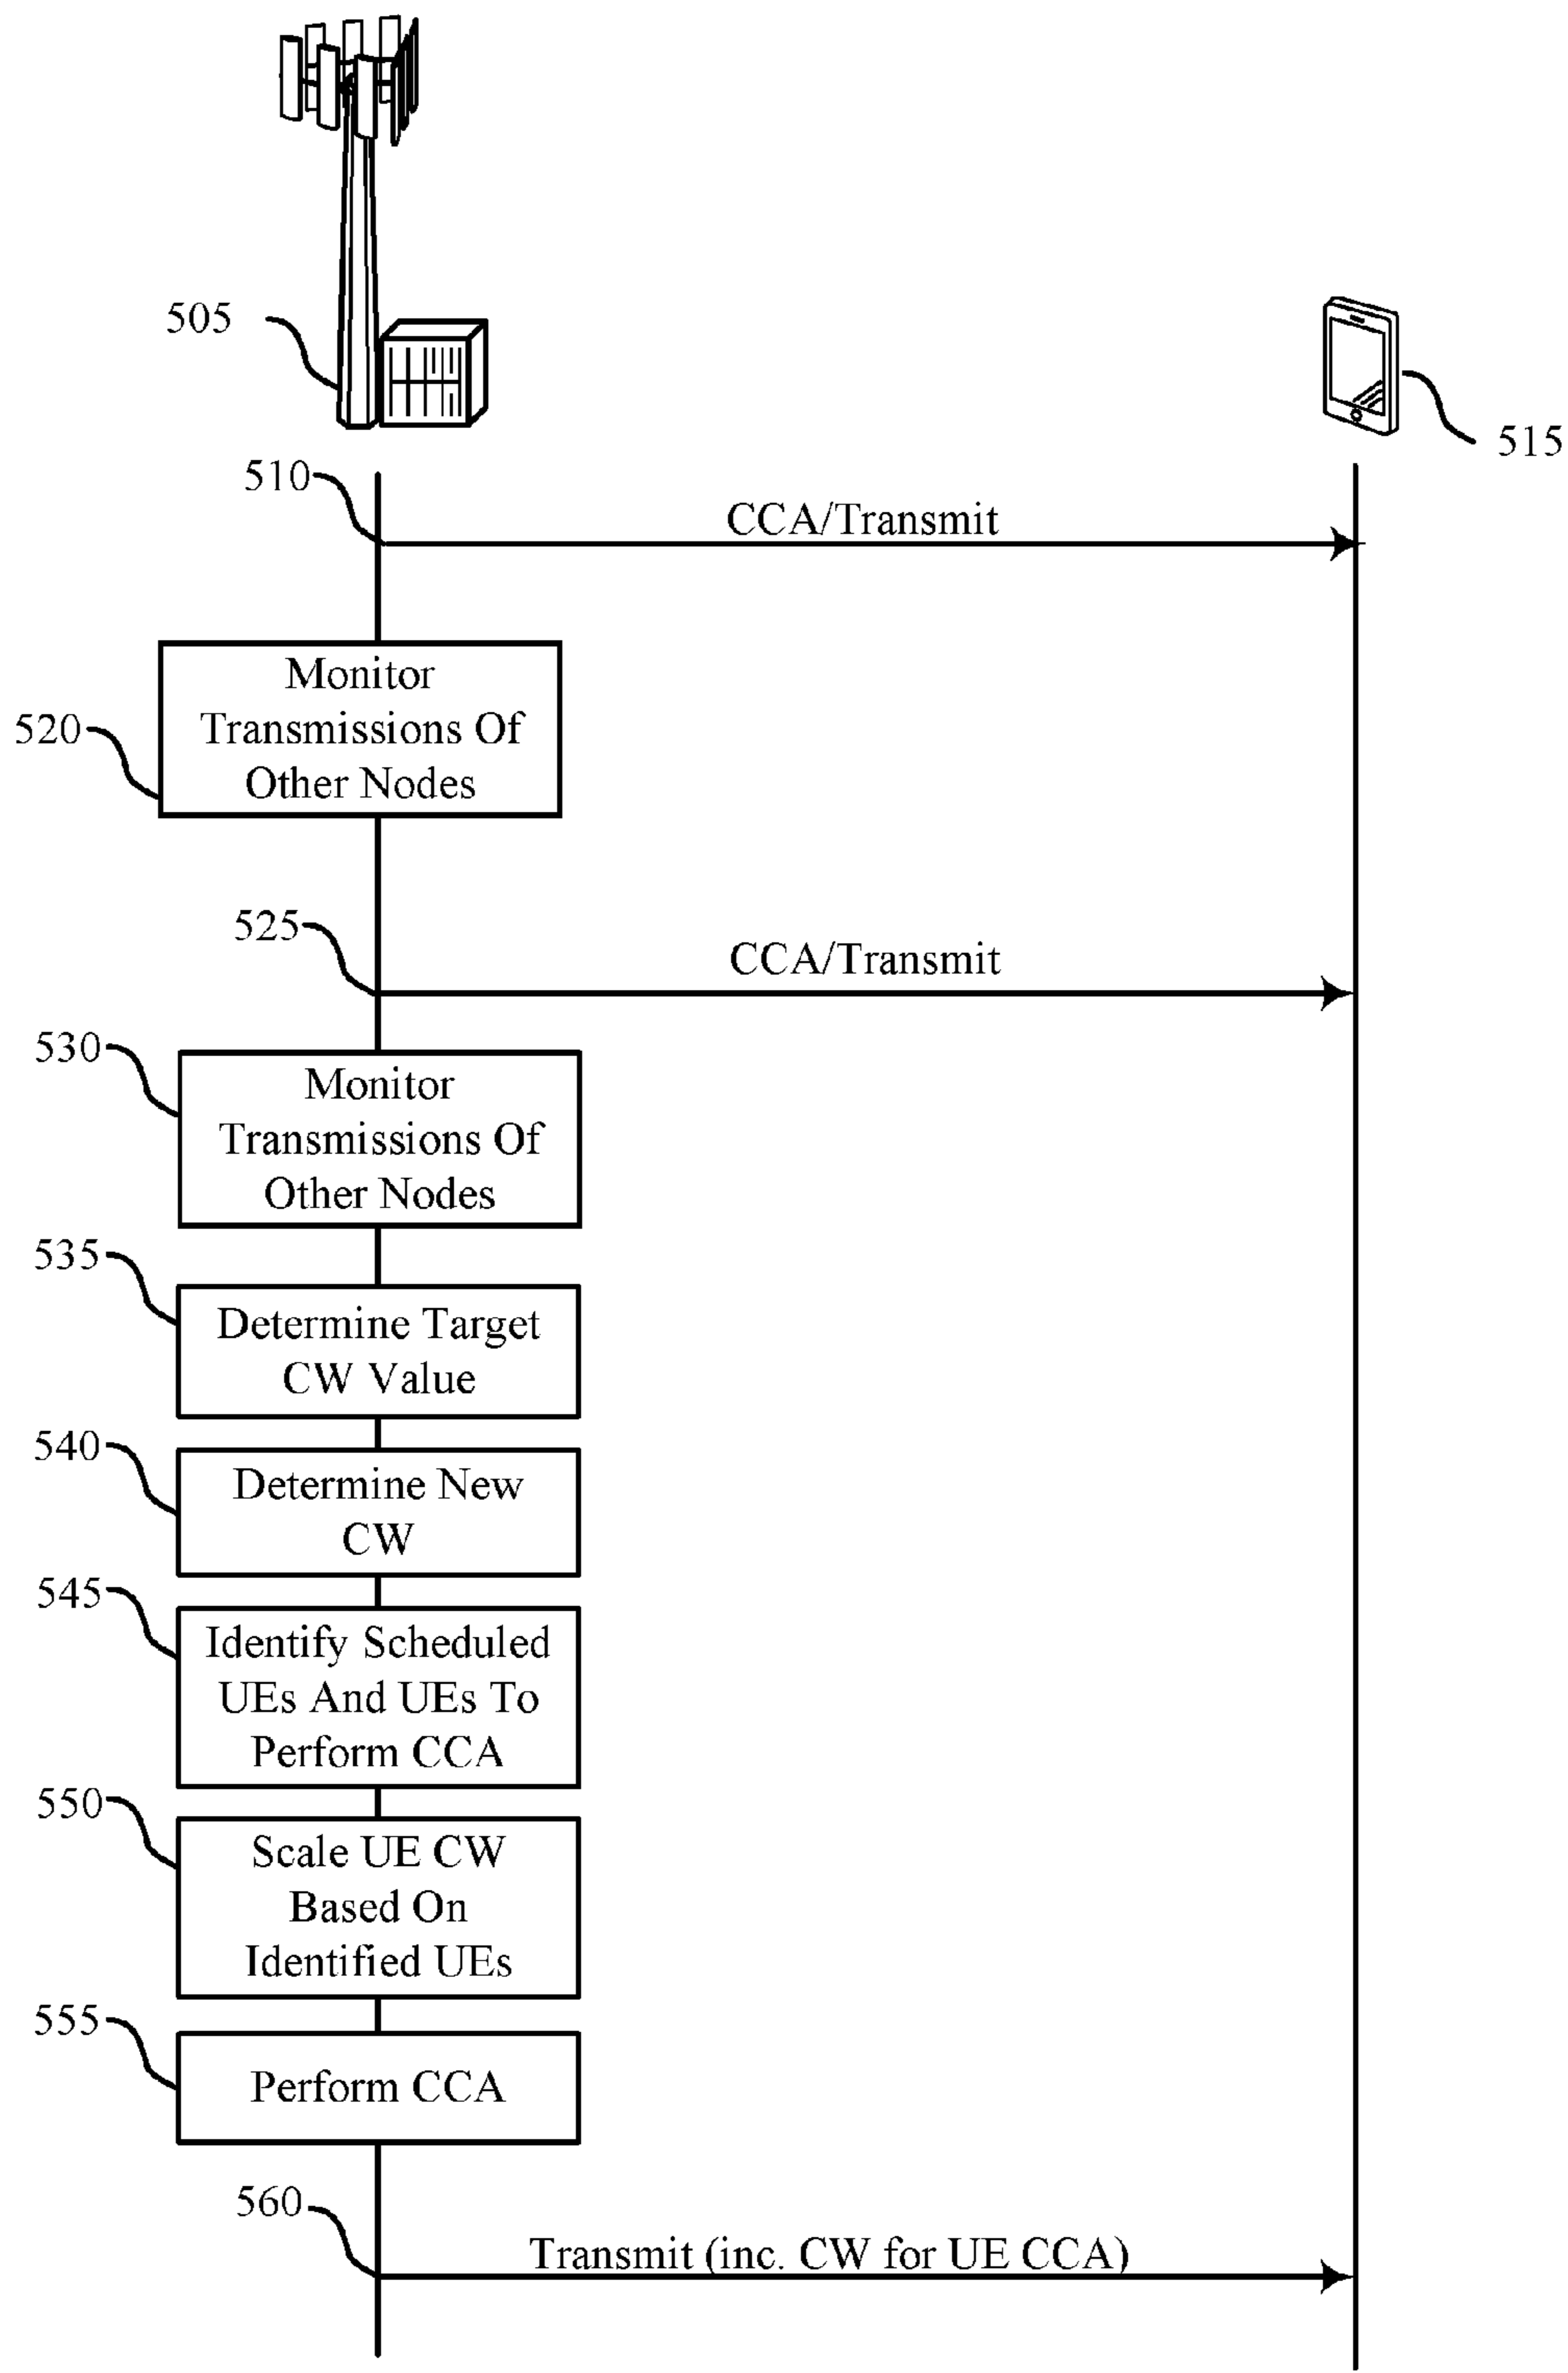 505
515
510
CCA/Transmit
Monitor
Transmissions Of
Other Nodes
520
525
CCA/Transmit
530
Monitor
Transmissions Of
Other Nodes
535
Determine Target
CW Value
540
Determine New
CW
545
Identify Scheduled
UEs And UEs To
Perform CCA
550
Scale UE CW
Based On
Identified UEs
555
Perform CCA
560
Transmit (inc. CW for UE CCA)